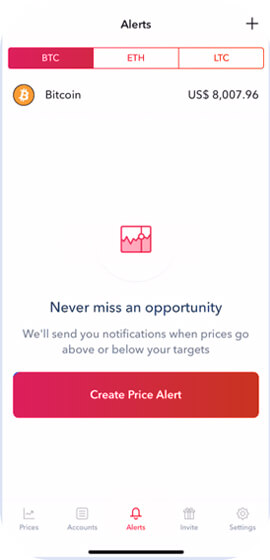 Alerts
BTC ETH LTC
Bitcoin US$ 8,007.96
Never miss an opportunity
We'll send you notifications when prices go
above or below your targets
Create Price Alert
Prices Accounts Alerts Invite Settings